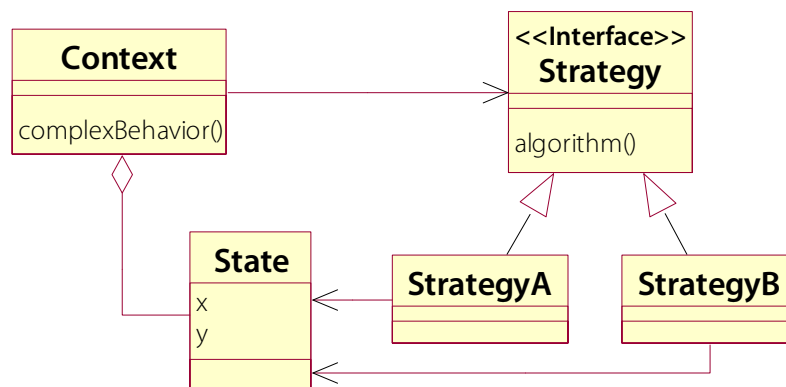 Context
complexBehavior()
<<Interface>>
Strategy
algorithm()
State
x
y
StrategyA
StrategyB